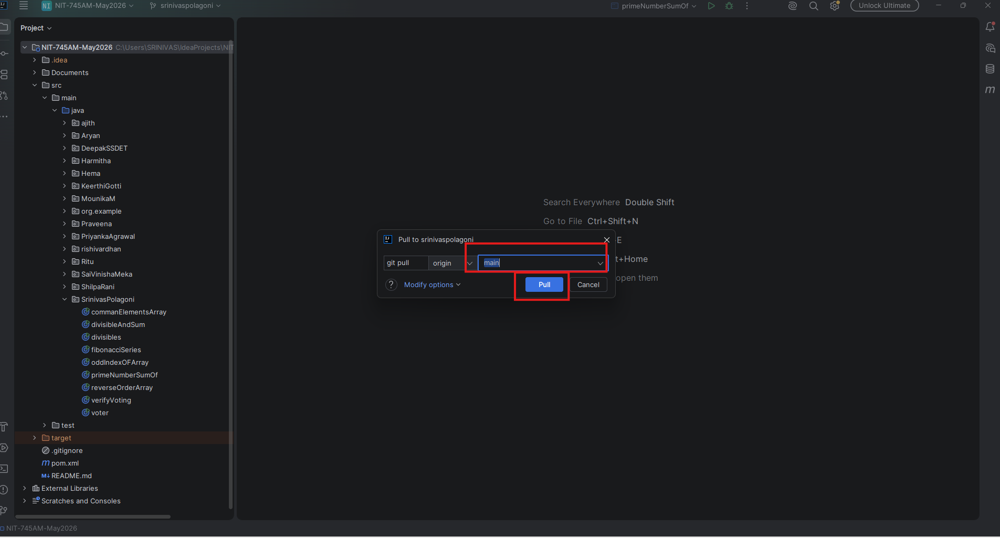 NI NIT-745AM-May2026 srinivaspolagoni primeNumberSumOf Unlock Ultimate
Project
NIT-745AM-May2026 C:\Users\SRINIVAS\IdeaProjects\NIT
.idea
Documents
src
main
java
ajith
Aryan
DeepakSSDET
Harmitha
Hema
KeerthiGotti
MounikaM
org.example
Praveena
PriyankaAgrawal
rishivardhan
Ritu
SaiVinishaMeka
ShilpaRani
SrinivasPolagoni
commanElementsArray
divisibleAndSum
divisibles
fibonacciSeries
oddIndexOFArray
primeNumberSumOf
reverseOrderArray
verifyVoting
voter
test
target
.gitignore
m pom.xml
M↓ README.md
External Libraries
Scratches and Consoles
Search Everywhere Double Shift
Go to File Ctrl+Shift+N
E
t+Home
open them
IJ Pull to srinivaspolagoni
git pull origin main
? Modify options Pull Cancel
m
NIT-745AM-May2026